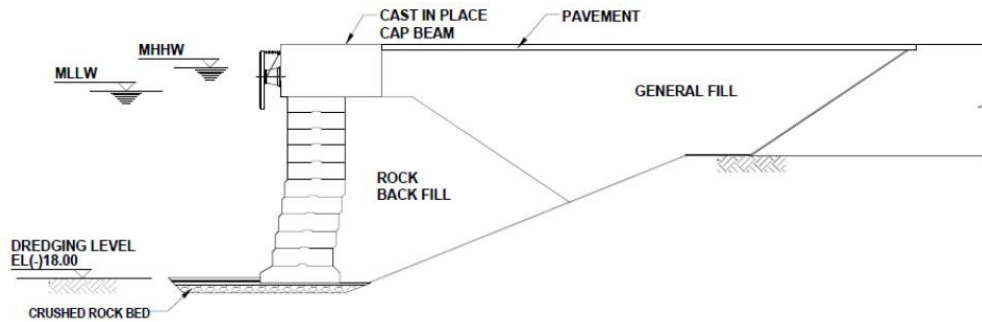 CAST IN PLACE
CAP BEAM
PAVEMENT
MHHW
MLLW
GENERAL FILL
ROCK
BACK FILL
DREDGING LEVEL
EL(-)18.00
CRUSHED ROCK BED